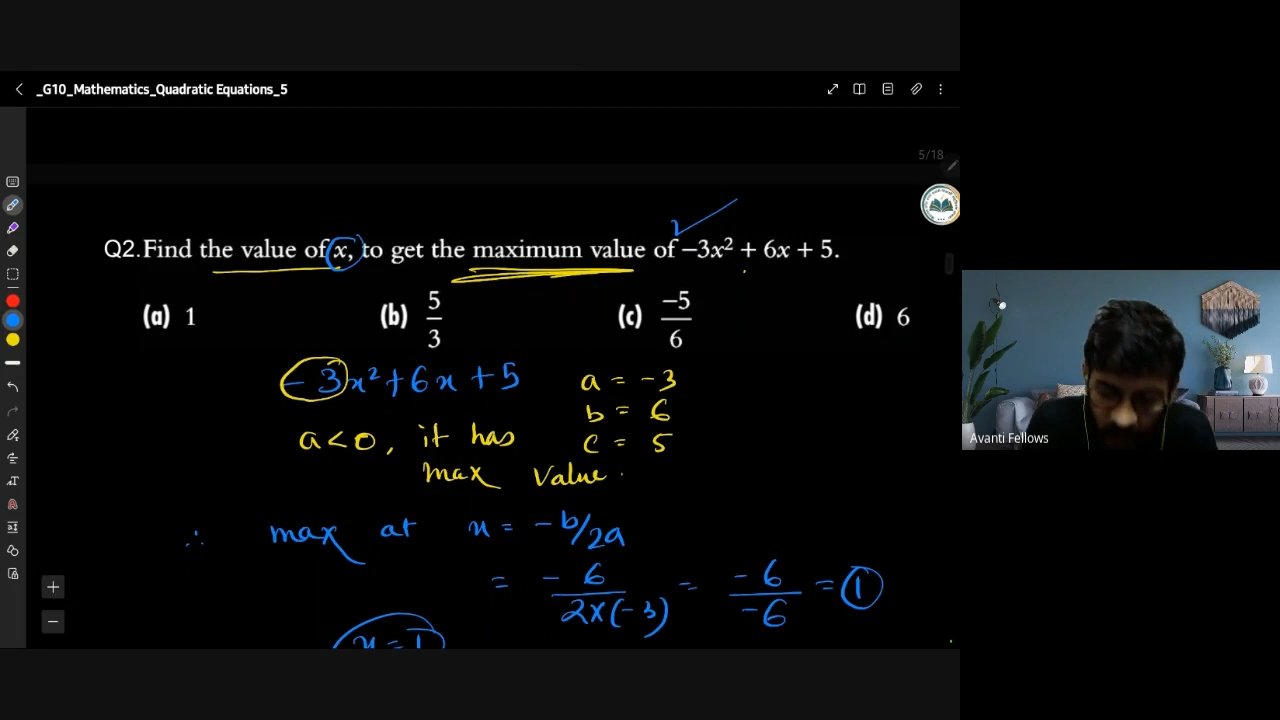 _G10_Mathematics_Quadratic Equations_5
5/18
Q2.Find the value of x, to get the maximum value of −3x² + 6x + 5.
(a) 1 (b) 5/3 (c) −5/6 (d) 6
−3x² + 6x + 5 a = −3
b = 6
a<0, it has c = 5
max value.
∴ max at x = −b/2a
= −6/2×(−3) = −6/−6 = 1
x = 1
Avanti Fellows